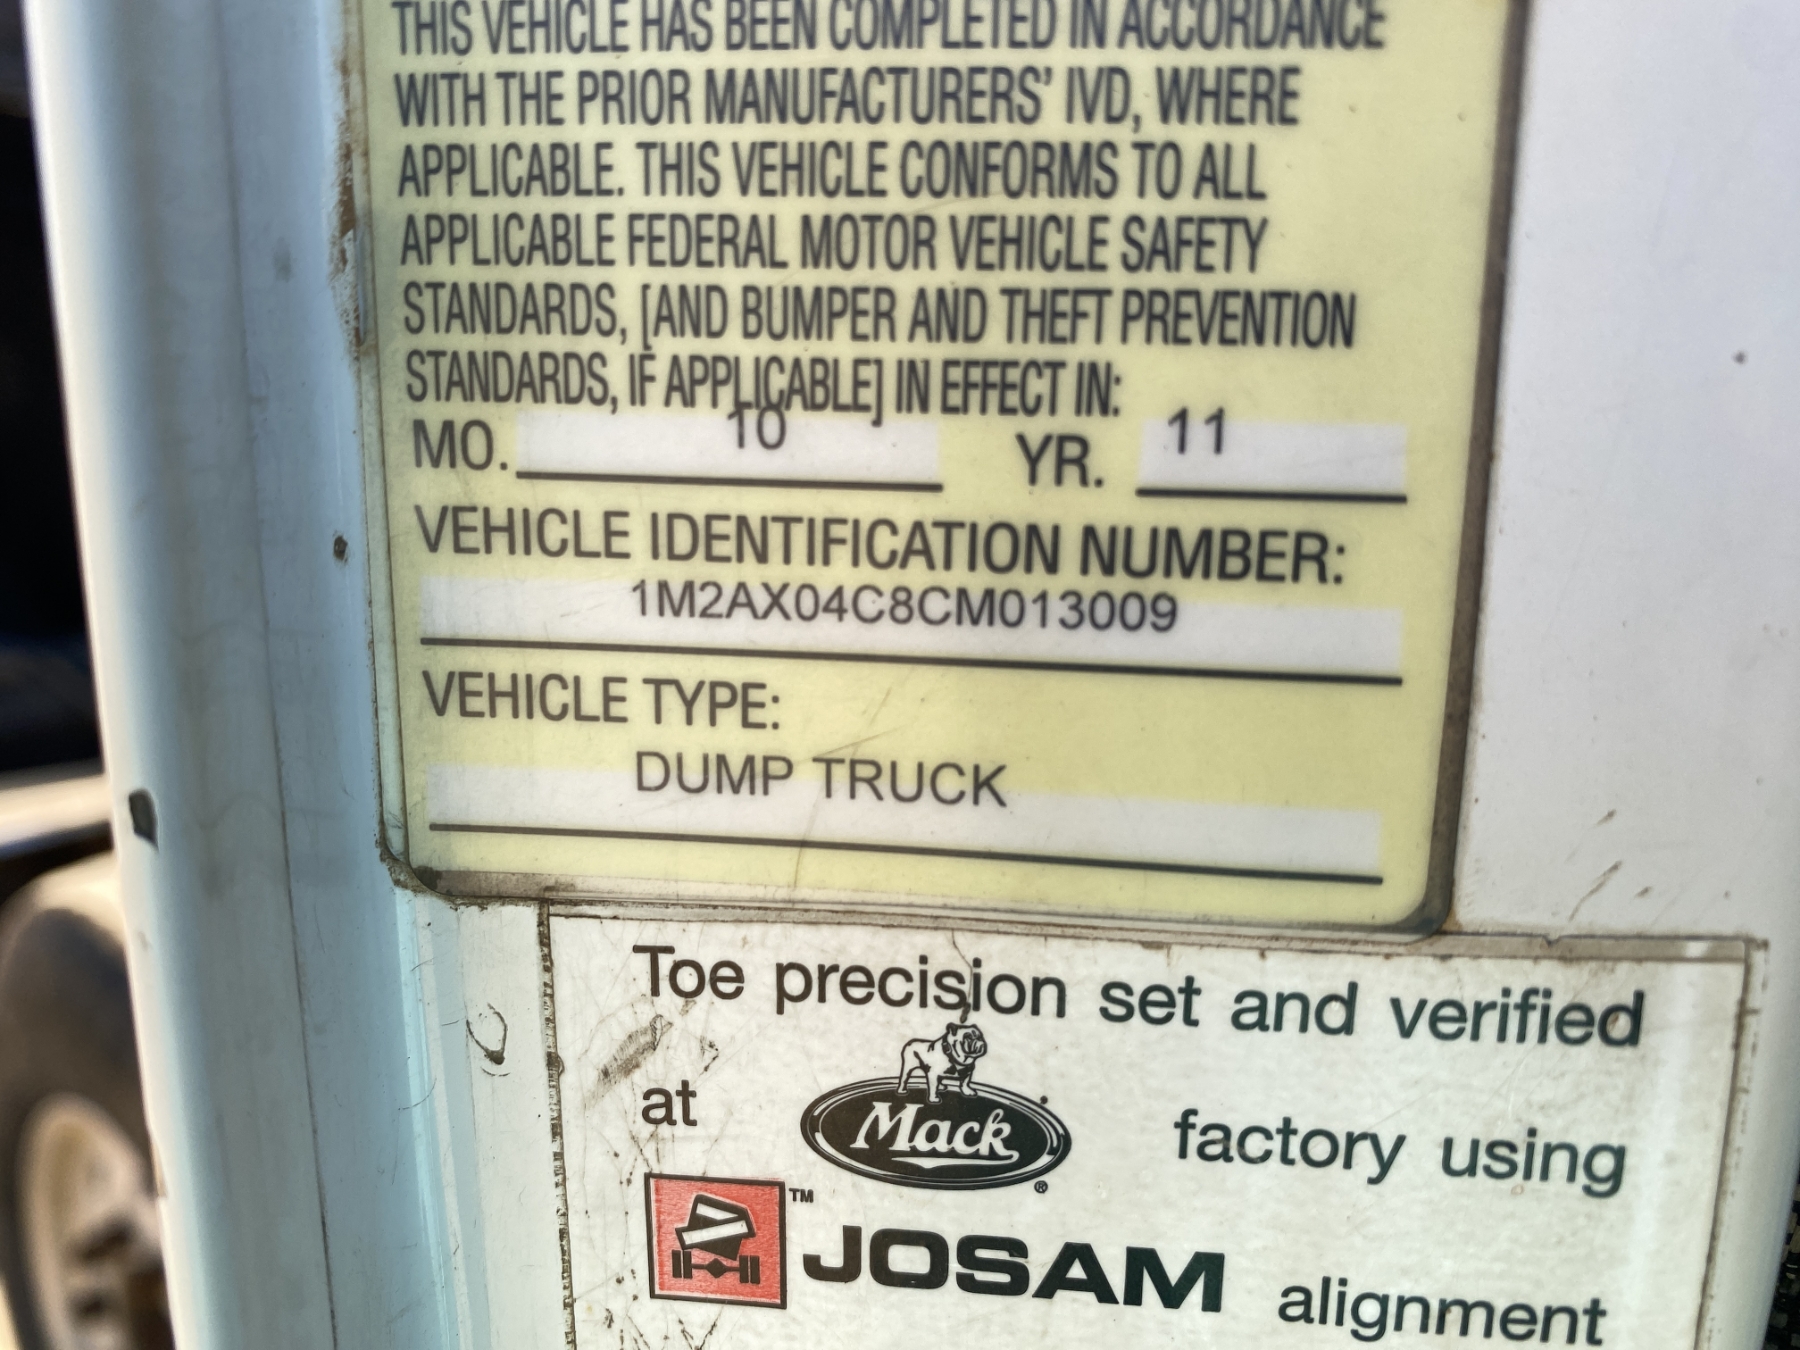 THIS VEHICLE HAS BEEN COMPLETED IN ACCORDANCE
WITH THE PRIOR MANUFACTURERS' IVD, WHERE
APPLICABLE. THIS VEHICLE CONFORMS TO ALL
APPLICABLE FEDERAL MOTOR VEHICLE SAFETY
STANDARDS, [AND BUMPER AND THEFT PREVENTION
STANDARDS, IF APPLICABLE] IN EFFECT IN:
MO. 10 YR. 11
VEHICLE IDENTIFICATION NUMBER:
1M2AX04C8CM013009
VEHICLE TYPE:
DUMP TRUCK
Toe precision set and verified
at Mack® factory using
™ JOSAM alignment